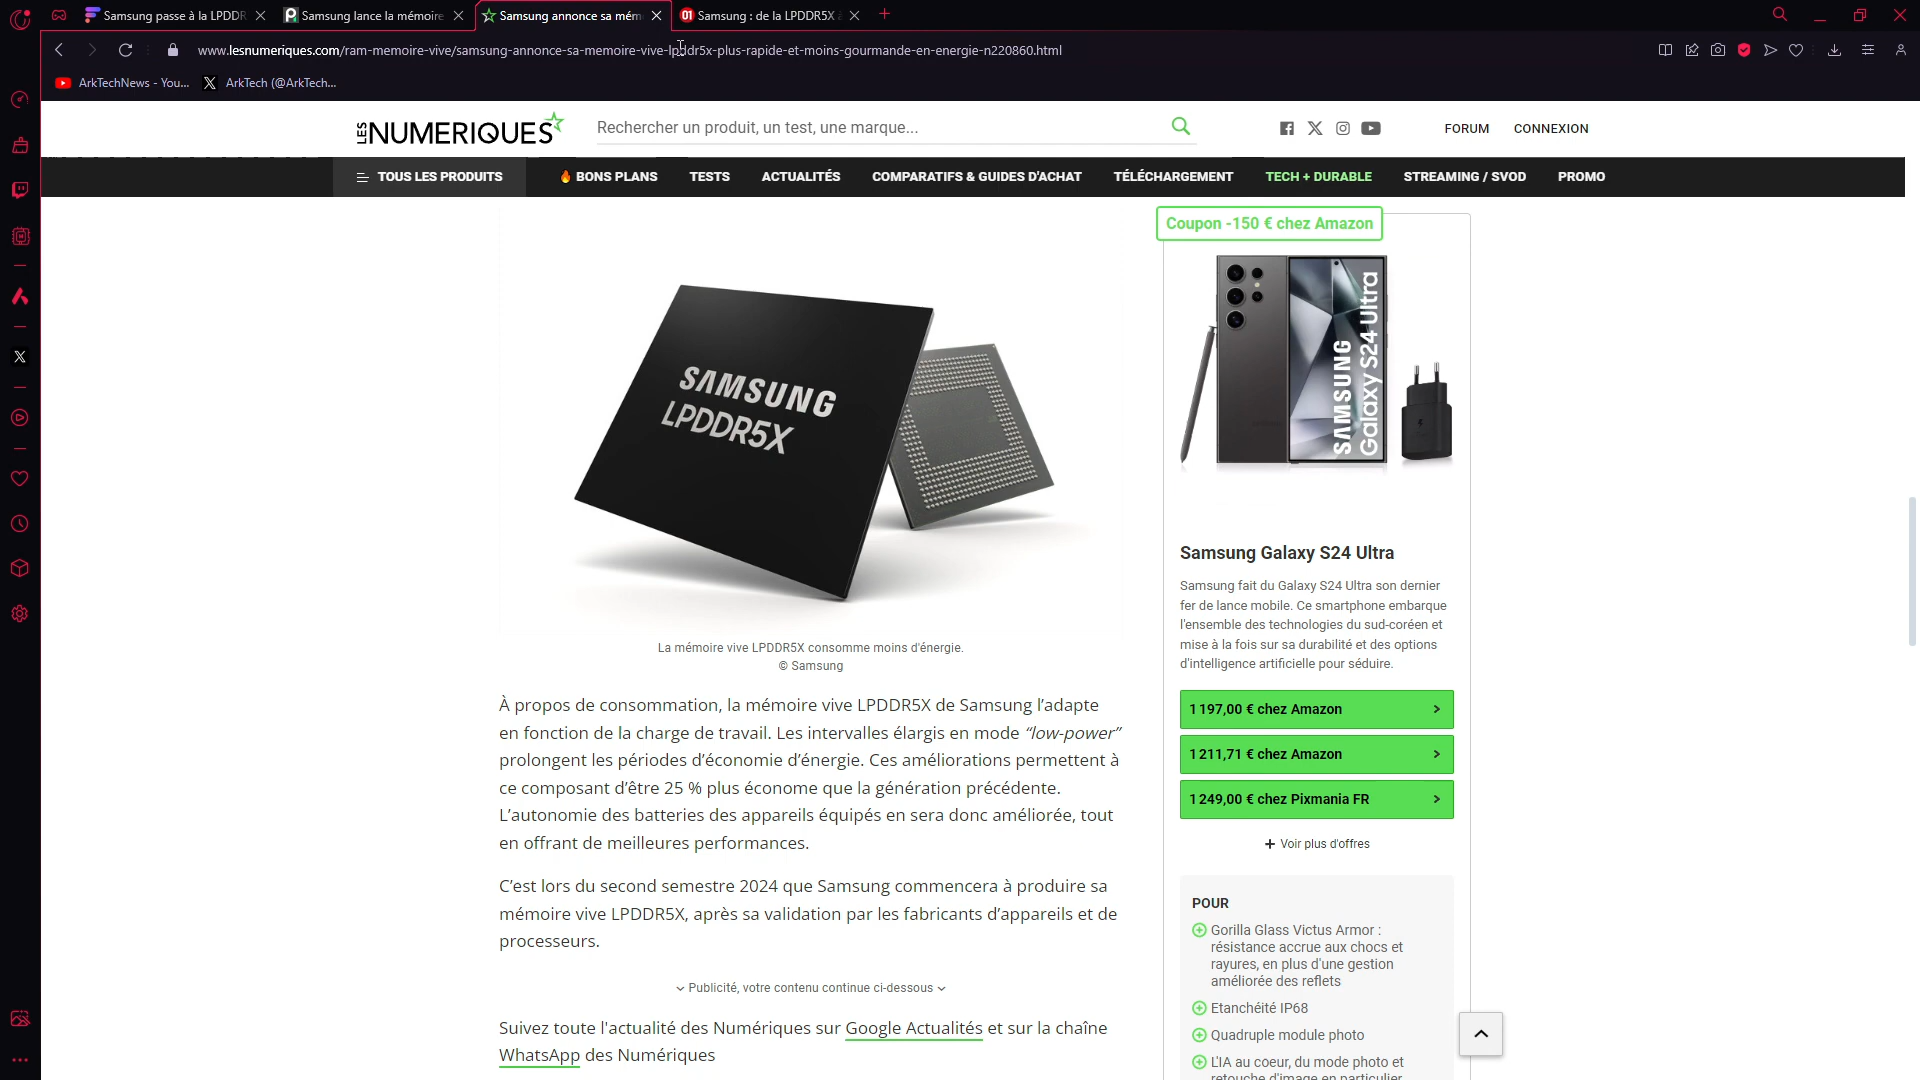 Samsung passe à la LPDDR
Samsung lance la mémoire
Samsung annonce sa mém
Samsung : de la LPDDR5X
www.lesnumeriques.com/ram-memoire-vive/samsung-annonce-sa-memoire-vive-lpddr5x-plus-rapide-et-moins-gourmande-en-energie-n220860.html
ArkTechNews - You...
ArkTech (@ArkTech...
LES NUMERIQUES
Rechercher un produit, un test, une marque...
FORUM
CONNEXION
TOUS LES PRODUITS
BONS PLANS
TESTS
ACTUALITÉS
COMPARATIFS & GUIDES D'ACHAT
TÉLÉCHARGEMENT
TECH + DURABLE
STREAMING / SVOD
PROMO
SAMSUNG
LPDDR5X
La mémoire vive LPDDR5X consomme moins d'énergie.
© Samsung
À propos de consommation, la mémoire vive LPDDR5X de Samsung l’adapte
en fonction de la charge de travail. Les intervalles élargis en mode “low-power”
prolongent les périodes d’économie d’énergie. Ces améliorations permettent à
ce composant d’être 25 % plus économe que la génération précédente.
L’autonomie des batteries des appareils équipés en sera donc améliorée, tout
en offrant de meilleures performances.
C’est lors du second semestre 2024 que Samsung commencera à produire sa
mémoire vive LPDDR5X, après sa validation par les fabricants d’appareils et de
processeurs.
Publicité, votre contenu continue ci-dessous
Suivez toute l'actualité des Numériques sur Google Actualités et sur la chaîne
WhatsApp des Numériques
Coupon -150 € chez Amazon
SAMSUNG
Galaxy S24 Ultra
Samsung Galaxy S24 Ultra
Samsung fait du Galaxy S24 Ultra son dernier
fer de lance mobile. Ce smartphone embarque
l'ensemble des technologies du sud-coréen et
mise à la fois sur sa durabilité et des options
d'intelligence artificielle pour séduire.
1 197,00 € chez Amazon
1 211,71 € chez Amazon
1 249,00 € chez Pixmania FR
+ Voir plus d'offres
POUR
Gorilla Glass Victus Armor :
résistance accrue aux chocs et
rayures, en plus d'une gestion
améliorée des reflets
Etanchéité IP68
Quadruple module photo
L'IA au coeur, du mode photo et
retouche d'image en particulier